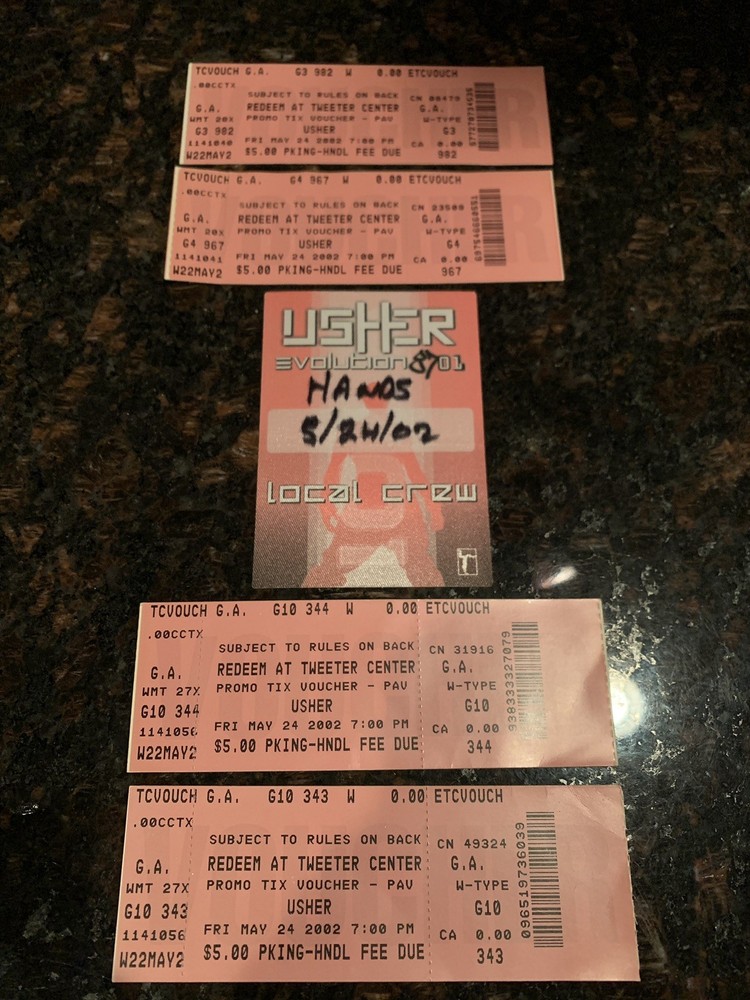 TCVOUCH G.A. G3 982 W 0.00 ETCVOUCH
.00CCTX
SUBJECT TO RULES ON BACK CN 06479
G.A. REDEEM AT TWEETER CENTER G.A.
WMT 20X PROMO TIX VOUCHER - PAV W-TYPE
G3 982 USHER G3
1141040 FRI MAY 24 2002 7:00 PM CA 0.00
W22MAY2 $5.00 PKING-HNDL FEE DUE 982
TCVOUCH G.A. G4 967 W 0.00 ETCVOUCH
.00CCTX
SUBJECT TO RULES ON BACK CN 23508
G.A. REDEEM AT TWEETER CENTER G.A.
WMT 20X PROMO TIX VOUCHER - PAV W-TYPE
G4 967 USHER G4
1141041 FRI MAY 24 2002 7:00 PM CA 0.00
W22MAY2 $5.00 PKING-HNDL FEE DUE 967
USHER
EVOLUTION 8701
HANDS
5/24/02
local crew
TCVOUCH G.A. G10 344 W 0.00 ETCVOUCH
.00CCTX
SUBJECT TO RULES ON BACK CN 31916
G.A. REDEEM AT TWEETER CENTER G.A.
WMT 27X PROMO TIX VOUCHER - PAV W-TYPE
G10 344 USHER G10
1141056 FRI MAY 24 2002 7:00 PM CA 0.00
W22MAY2 $5.00 PKING-HNDL FEE DUE 344
938333327079
TCVOUCH G.A. G10 343 W 0.00 ETCVOUCH
.00CCTX
SUBJECT TO RULES ON BACK CN 49324
G.A. REDEEM AT TWEETER CENTER G.A.
WMT 27X PROMO TIX VOUCHER - PAV W-TYPE
G10 343 USHER G10
1141056 FRI MAY 24 2002 7:00 PM CA 0.00
W22MAY2 $5.00 PKING-HNDL FEE DUE 343
096519736039